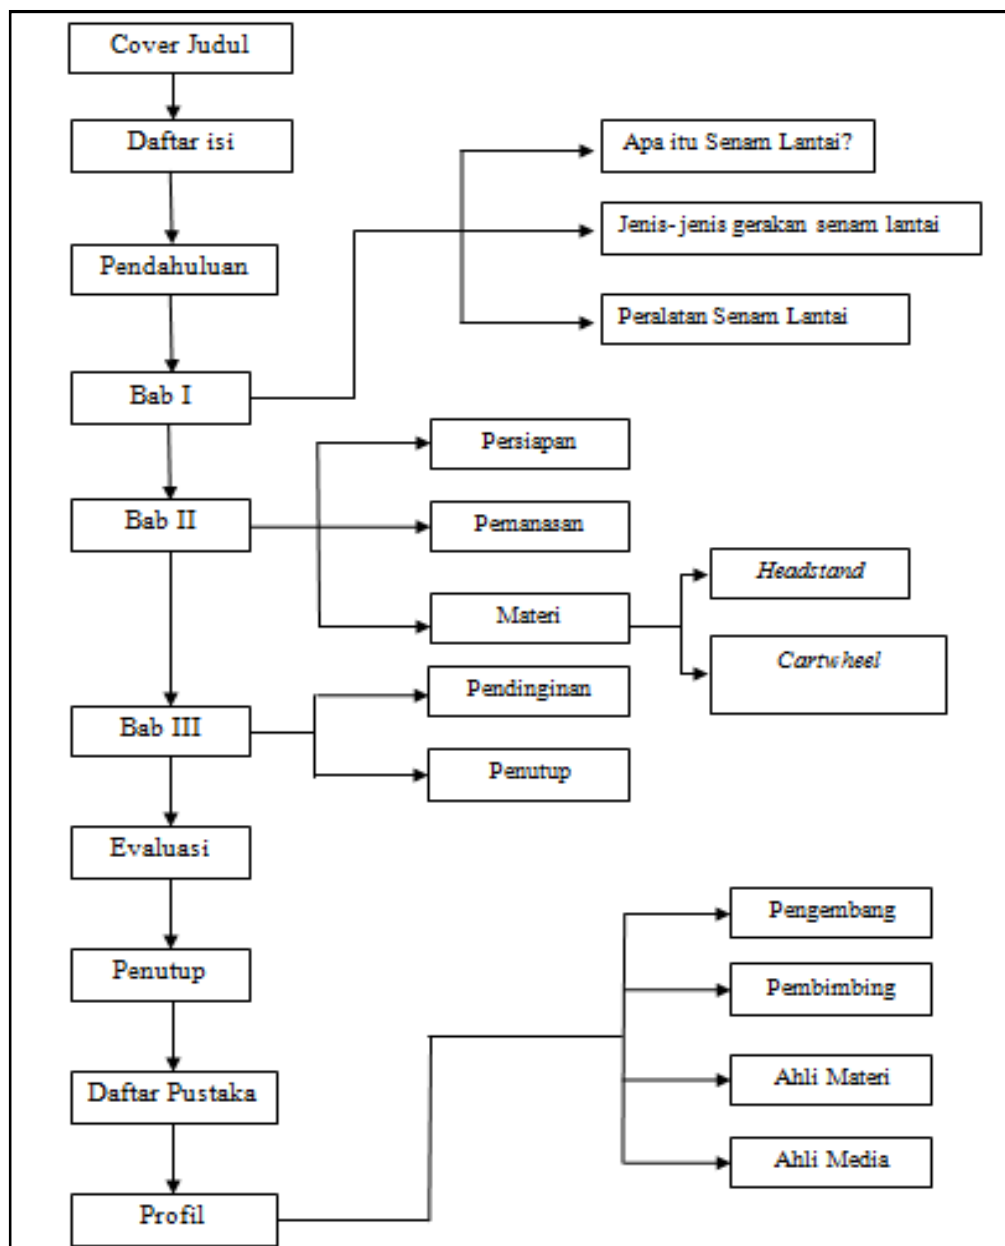 Cover Judul
Daftar isi
Pendahuluan
Bab I
Apa itu Senam Lantai?
Jenis- jenis gerakan senam lantai
Peralatan Senam Lantai
Bab II
Persiapan
Pemanasan
Materi
Headstand
Cartwheel
Bab III
Pendinginan
Penutup
Evaluasi
Penutup
Daftar Pustaka
Profil
Pengembang
Pembimbing
Ahli Materi
Ahli Media